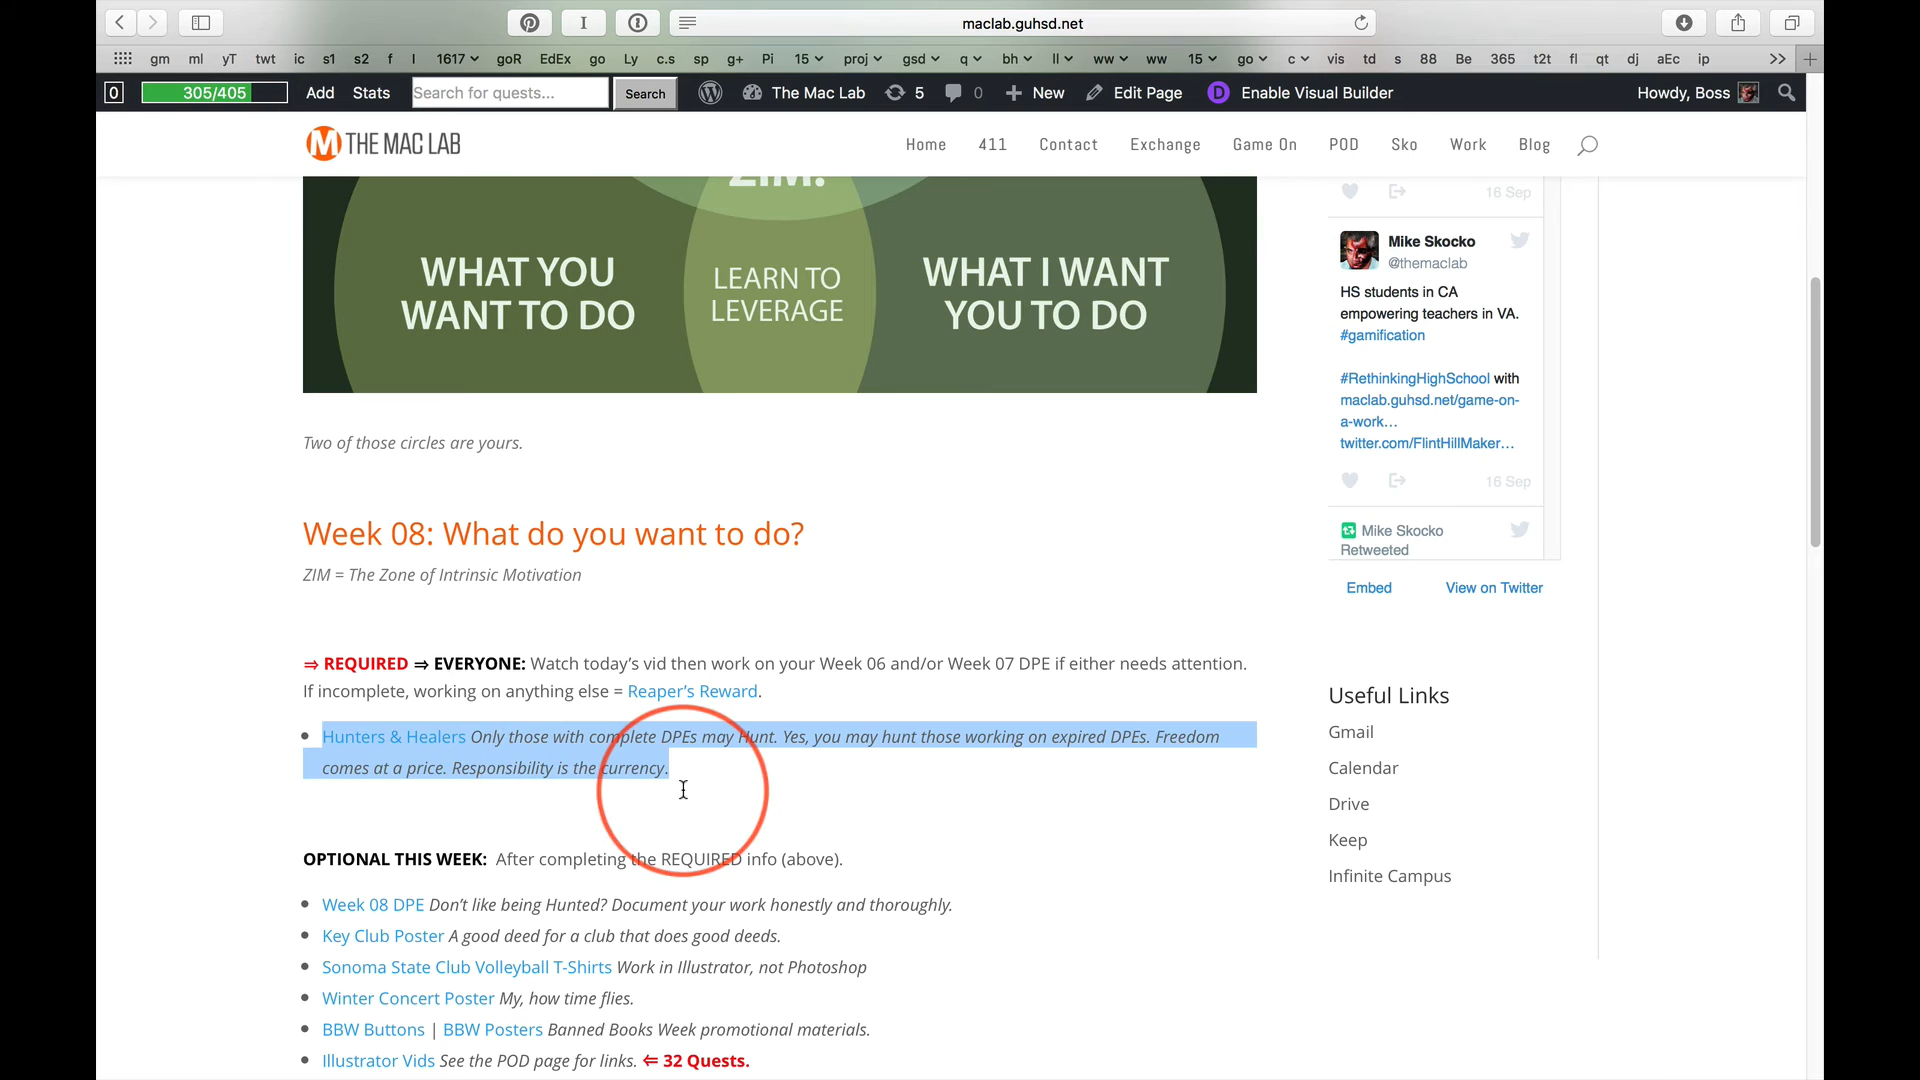 maclab.guhsd.net
gm ml yT twt ic s1 s2 f I 1617 goR EdEx go Ly c.s sp g+ Pi 15 proj gsd q bh ll ww ww 15 go c vis td s 88 Be 365 t2t fl qt dj aEc ip
0 305/405 Add Stats Search for quests... Search The Mac Lab 5 0 New Edit Page Enable Visual Builder Howdy, Boss
M THE MAC LAB Home 411 Contact Exchange Game On POD Sko Work Blog
ZIM!
WHAT YOU
WANT TO DO
LEARN TO
LEVERAGE
WHAT I WANT
YOU TO DO
Two of those circles are yours.
Week 08: What do you want to do?
ZIM = The Zone of Intrinsic Motivation
⇒ REQUIRED ⇒ EVERYONE: Watch today’s vid then work on your Week 06 and/or Week 07 DPE if either needs attention.
If incomplete, working on anything else = Reaper’s Reward.
• Hunters & Healers Only those with complete DPEs may Hunt. Yes, you may hunt those working on expired DPEs. Freedom
comes at a price. Responsibility is the currency.
OPTIONAL THIS WEEK: After completing the REQUIRED info (above).
• Week 08 DPE Don’t like being Hunted? Document your work honestly and thoroughly.
• Key Club Poster A good deed for a club that does good deeds.
• Sonoma State Club Volleyball T-Shirts Work in Illustrator, not Photoshop
• Winter Concert Poster My, how time flies.
• BBW Buttons | BBW Posters Banned Books Week promotional materials.
• Illustrator Vids See the POD page for links. ⇐ 32 Quests.
16 Sep
Mike Skocko
@themaclab
HS students in CA
empowering teachers in VA.
#gamification
#RethinkingHighSchool with
maclab.guhsd.net/game-on-
a-work…
twitter.com/FlintHillMaker…
16 Sep
Mike Skocko
Retweeted
Embed View on Twitter
Useful Links
Gmail
Calendar
Drive
Keep
Infinite Campus